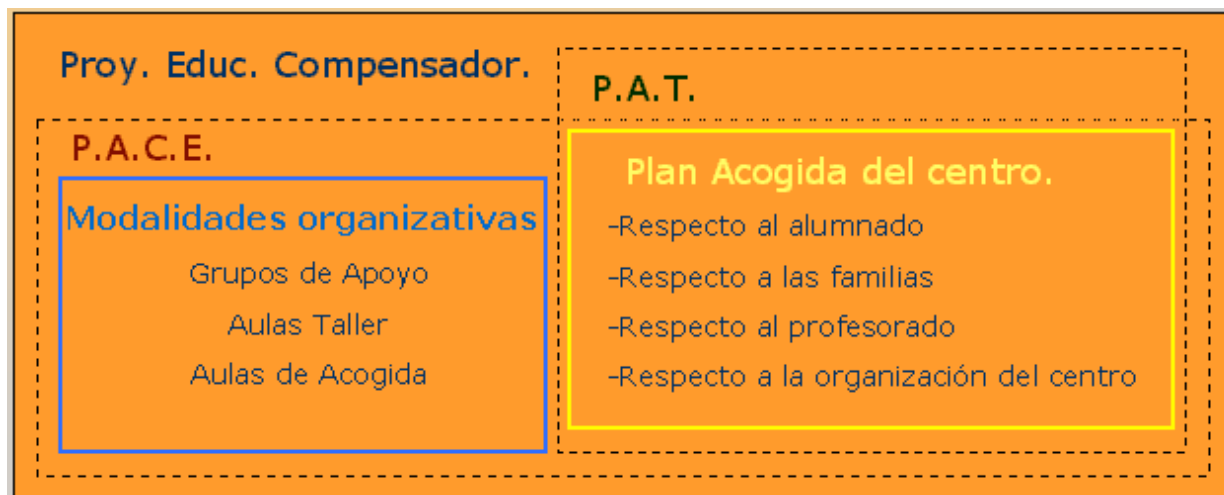 Proy. Educ. Compensador.
P.A.T.
P.A.C.E.
Modalidades organizativas
Grupos de Apoyo
Aulas Taller
Aulas de Acogida
Plan Acogida del centro.
-Respecto al alumnado
-Respecto a las familias
-Respecto al profesorado
-Respecto a la organización del centro